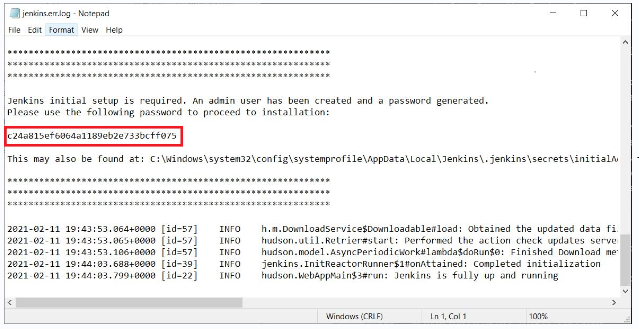 jenkins.err.log - Notepad
File Edit Format View Help
**************************************************************
**************************************************************
**************************************************************
Jenkins initial setup is required. An admin user has been created and a password generated.
Please use the following password to proceed to installation:
c24a815ef6064a1189eb2e733bcff075
This may also be found at: C:\Windows\system32\config\systemprofile\AppData\Local\Jenkins\.jenkins\secrets\initialA
**************************************************************
**************************************************************
**************************************************************
2021-02-11 19:43:53.064+0000 [id=57] INFO h.m.DownloadService$Downloadable#load: Obtained the updated data fi
2021-02-11 19:43:53.065+0000 [id=57] INFO hudson.util.Retrier#start: Performed the action check updates serve
2021-02-11 19:43:53.106+0000 [id=57] INFO hudson.model.AsyncPeriodicWork#lambda$doRun$0: Finished Download me
2021-02-11 19:44:03.688+0000 [id=39] INFO jenkins.InitReactorRunner$1#onAttained: Completed initialization
2021-02-11 19:44:03.799+0000 [id=22] INFO hudson.WebAppMain$3#run: Jenkins is fully up and running
Windows (CRLF) Ln 1, Col 1 100%